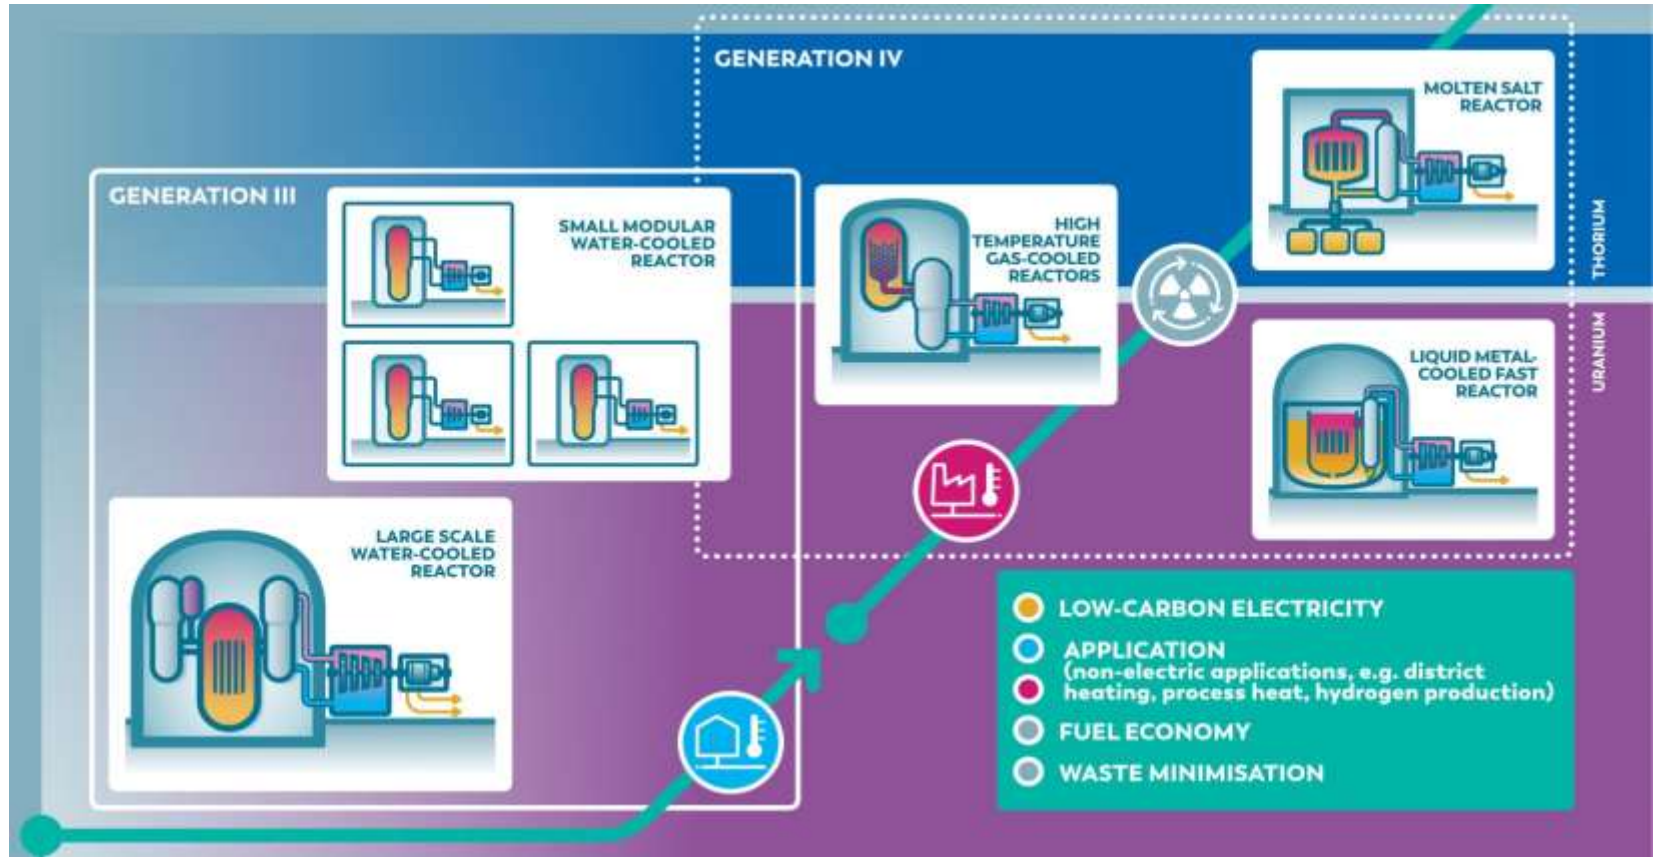 GENERATION IV
MOLTEN SALT
REACTOR
GENERATION III
SMALL MODULAR
WATER-COOLED
REACTOR
HIGH
TEMPERATURE
GAS-COOLED
REACTORS
THORIUM
URANIUM
LIQUID METAL-
COOLED FAST
REACTOR
LARGE SCALE
WATER-COOLED
REACTOR
LOW-CARBON ELECTRICITY
APPLICATION
(non-electric applications, e.g. district
heating, process heat, hydrogen production)
FUEL ECONOMY
WASTE MINIMISATION